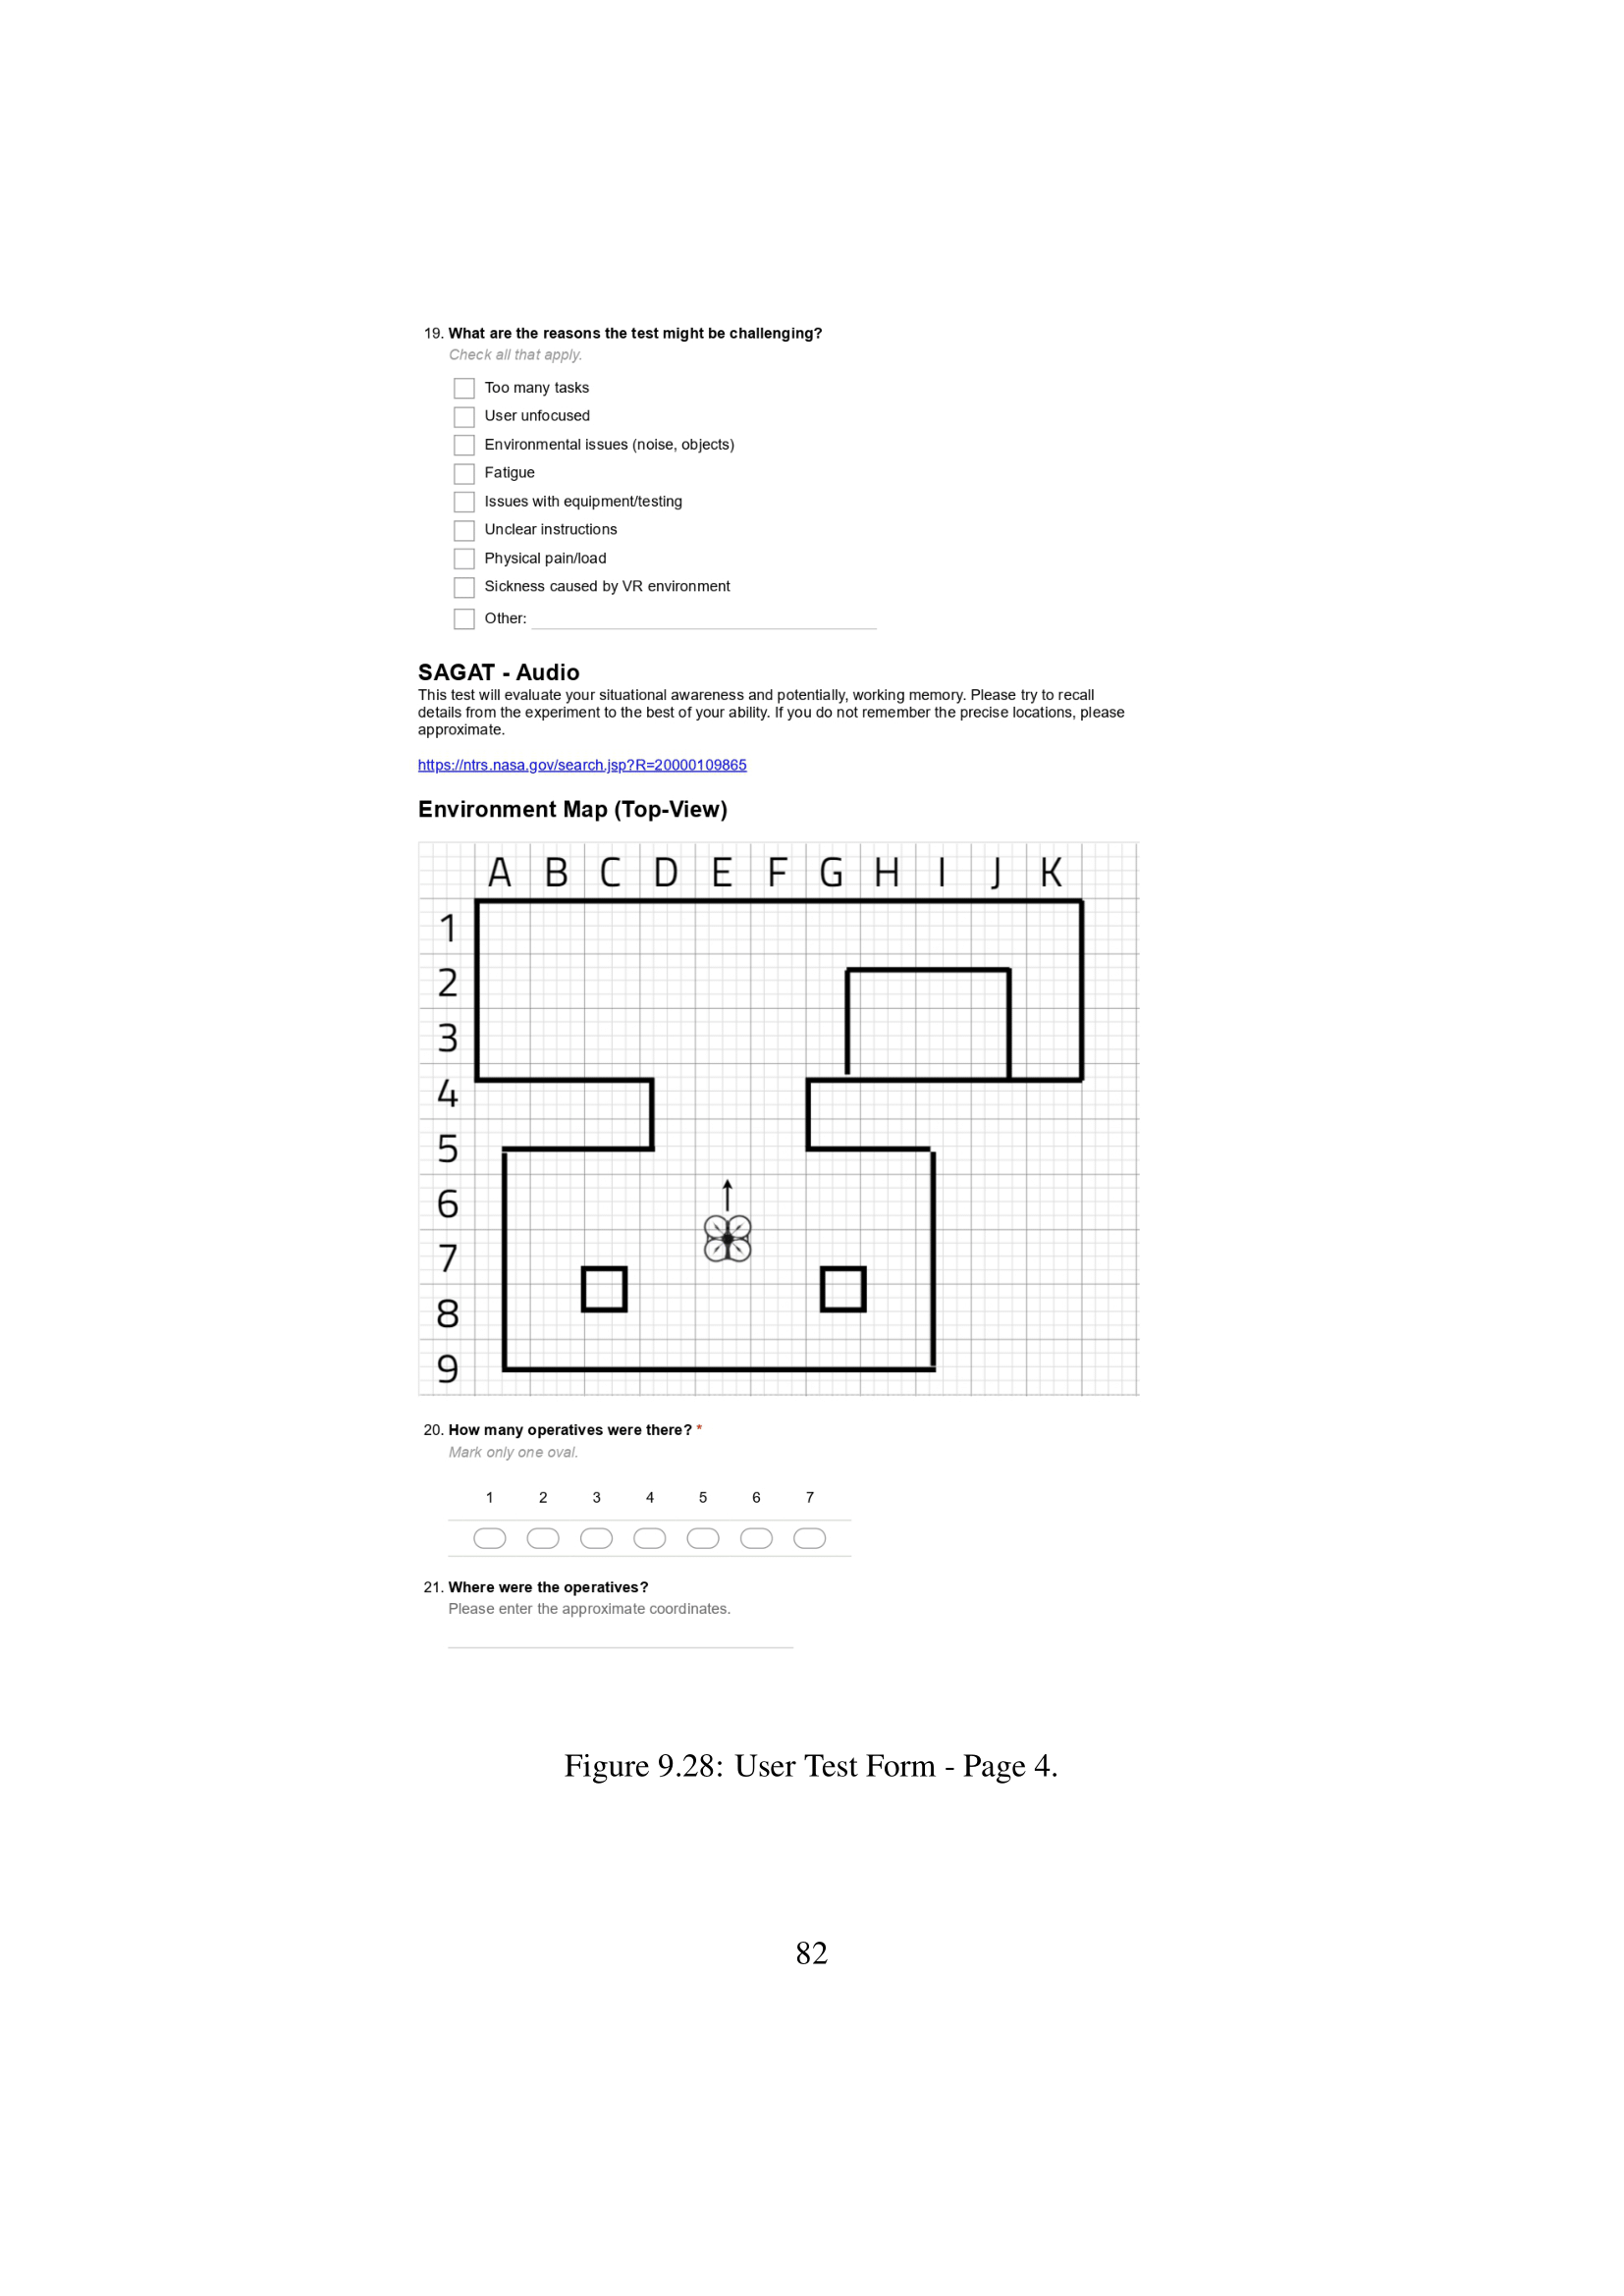 19. What are the reasons the test might be challenging?
Check all that apply.
Too many tasks
User unfocused
Environmental issues (noise, objects)
Fatigue
Issues with equipment/testing
Unclear instructions
Physical pain/load
Sickness caused by VR environment
Other:
SAGAT - Audio
This test will evaluate your situational awareness and potentially, working memory. Please try to recall
details from the experiment to the best of your ability. If you do not remember the precise locations, please
approximate.
https://ntrs.nasa.gov/search.jsp?R=20000109865
Environment Map (Top-View)
A B C D E F G H I J K
1
2
3
4
5
6
7
8
9
20. How many operatives were there? *
Mark only one oval.
1 2 3 4 5 6 7
21. Where were the operatives?
Please enter the approximate coordinates.
Figure 9.28: User Test Form - Page 4.
82